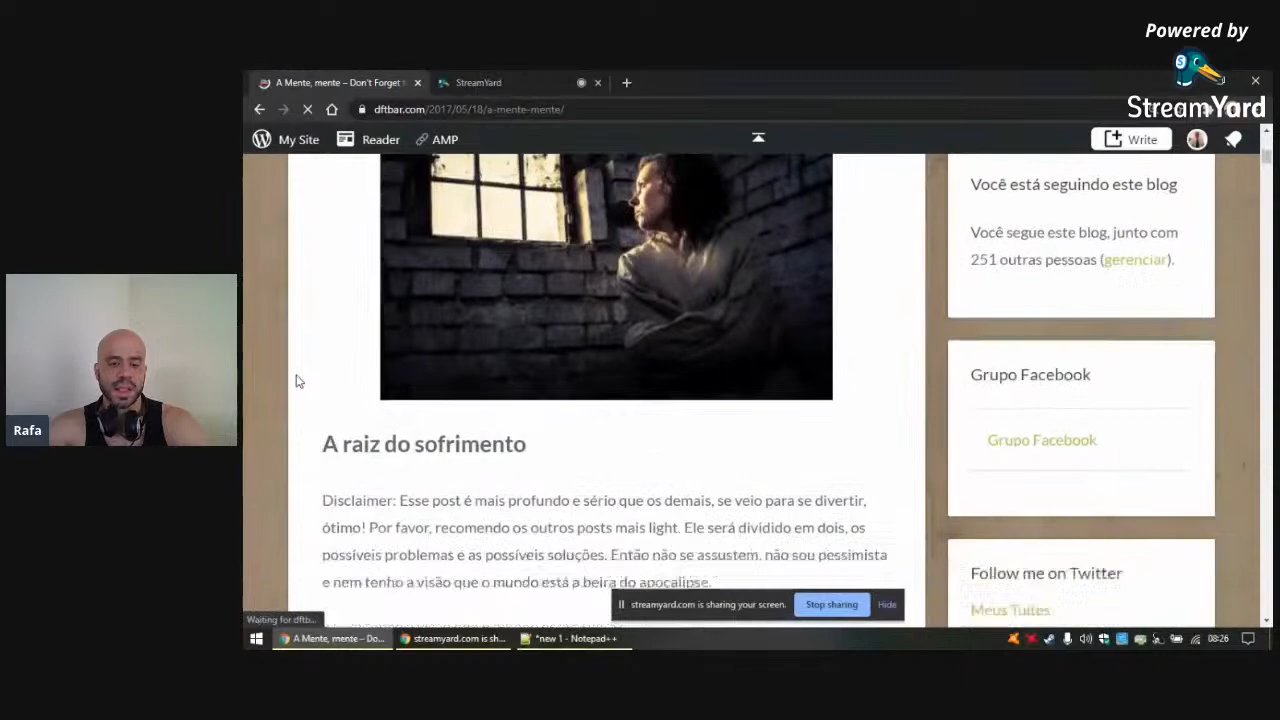 Powered by
StreamYard
A Mente, mente – Don't Forget
StreamYard
dftbar.com/2017/05/18/a-mente-mente/
My Site
Reader
AMP
Write
Você está seguindo este blog
Você segue este blog, junto com
251 outras pessoas (gerenciar).
Grupo Facebook
Grupo Facebook
Rafa
A raiz do sofrimento
Disclaimer: Esse post é mais profundo e sério que os demais, se veio para se divertir,
ótimo! Por favor, recomendo os outros posts mais light. Ele será dividido em dois, os
possíveis problemas e as possíveis soluções. Então não se assustem, não sou pessimista
e nem tenho a visão que o mundo está a beira do apocalipse.
Follow me on Twitter
Meus Tuites
streamyard.com is sharing your screen.
Stop sharing
Hide
Waiting for dftb...
A Mente, mente – Do...
streamyard.com is sh...
*new 1 - Notepad++
08:26